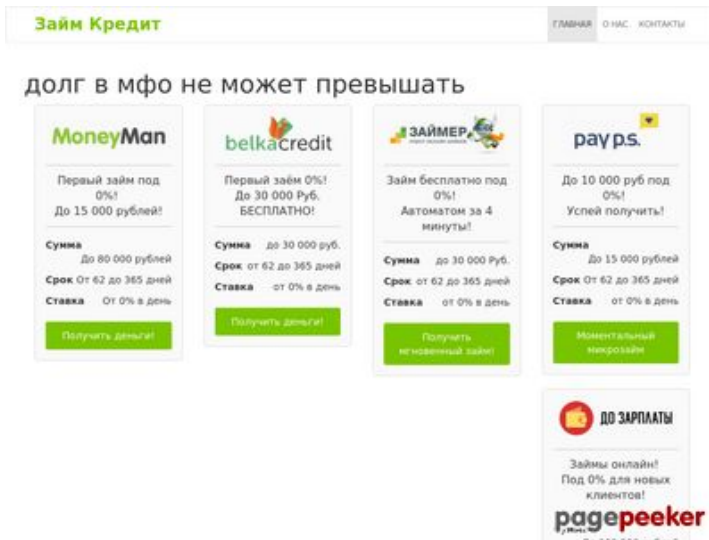 Займ Кредит
ГЛАВНАЯ О НАС КОНТАКТЫ
долг в мфо не может превышать
MoneyMan
Первый займ под
0%!
До 15 000 рублей!
Сумма
До 80 000 рублей
Срок От 62 до 365 дней
Ставка От 0% в день
Получить деньги!
belkacredit
Первый заём 0%!
До 30 000 Руб.
БЕСПЛАТНО!
Сумма до 30 000 руб.
Срок от 62 до 365 дней
Ставка от 0% в день
Получить деньги!
ЗАЙМЕР
Займ бесплатно под
0%!
Автоматом за 4
минуты!
Сумма до 30 000 Руб.
Срок от 62 до 365 дней
Ставка от 0% в день
Получить
мгновенный займ!
pay p.s.
До 10 000 руб под
0%!
Успей получить!
Сумма
До 15 000 рублей
Срок От 62 до 365 дней
Ставка От 0% в день
Моментальный
микрозайм
ДО ЗАРПЛАТЫ
Займы онлайн!
Под 0% для новых
клиентов!
pagepeeker